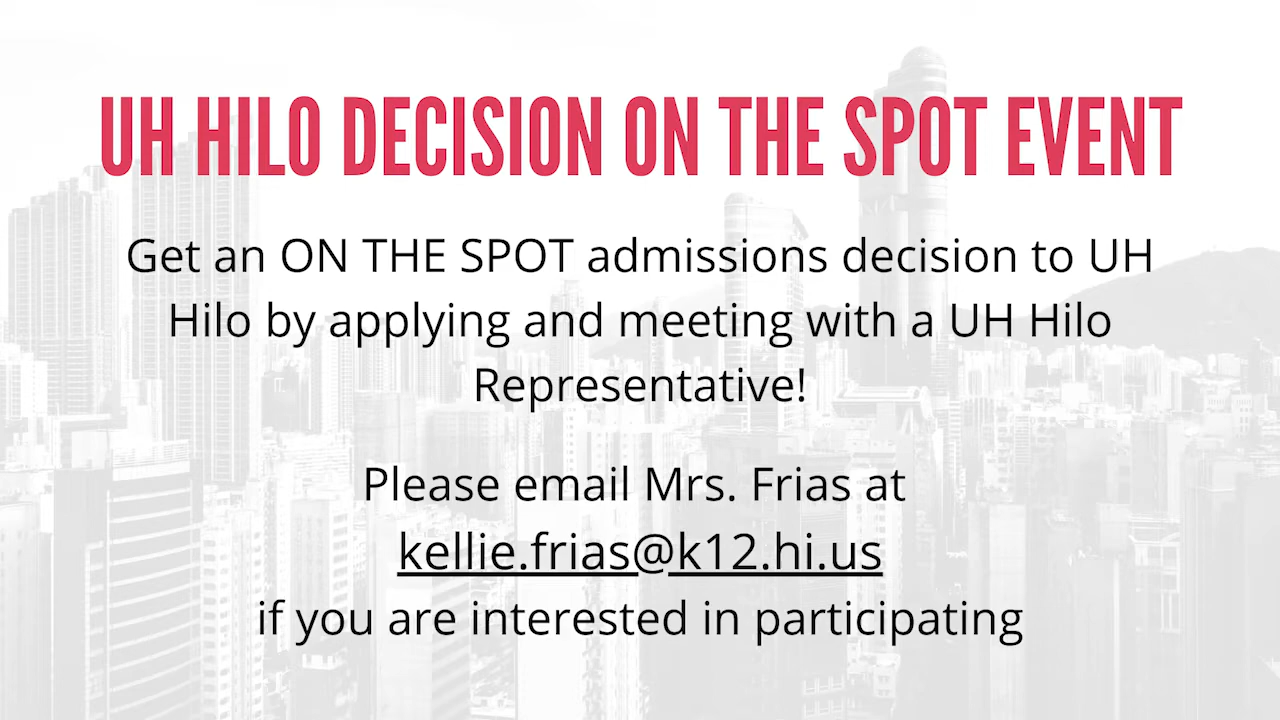 UH HILO DECISION ON THE SPOT EVENT
Get an ON THE SPOT admissions decision to UH
Hilo by applying and meeting with a UH Hilo
Representative!
Please email Mrs. Frias at
kellie.frias@k12.hi.us
if you are interested in participating